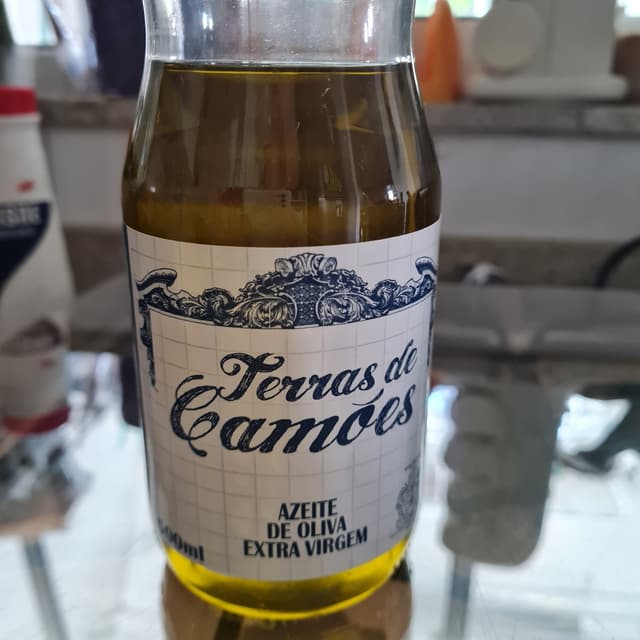 Terras de
Camões
AZEITE
DE OLIVA
EXTRA VIRGEM
500ml